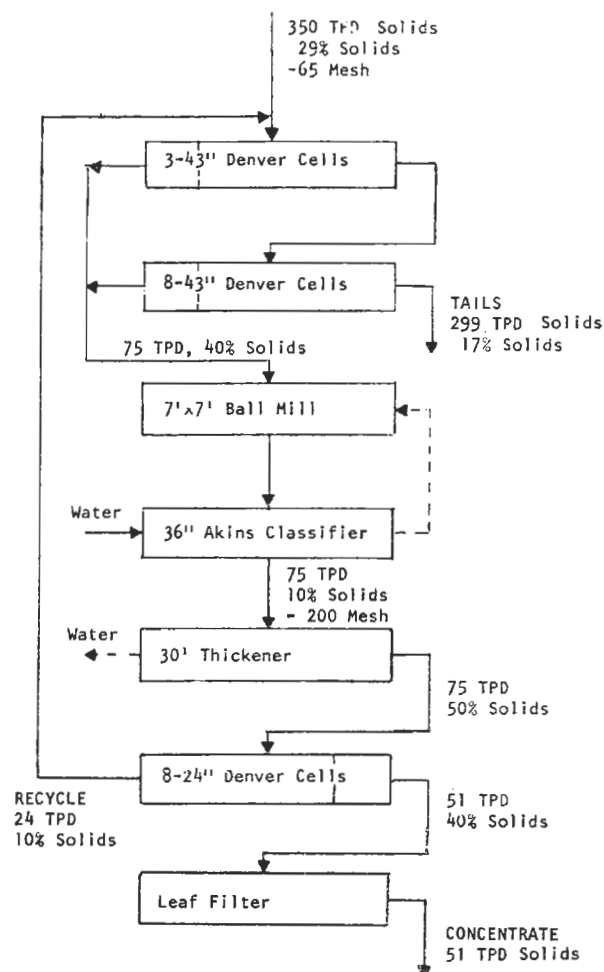 350 TPD Solids
29% Solids
-65 Mesh
3-43" Denver Cells
8-43" Denver Cells
TAILS
299 TPD Solids
17% Solids
75 TPD, 40% Solids
7'x7' Ball Mill
Water
36" Akins Classifier
75 TPD
10% Solids
- 200 Mesh
Water
30' Thickener
75 TPD
50% Solids
8-24" Denver Cells
RECYCLE
24 TPD
10% Solids
51 TPD
40% Solids
Leaf Filter
CONCENTRATE
51 TPD Solids